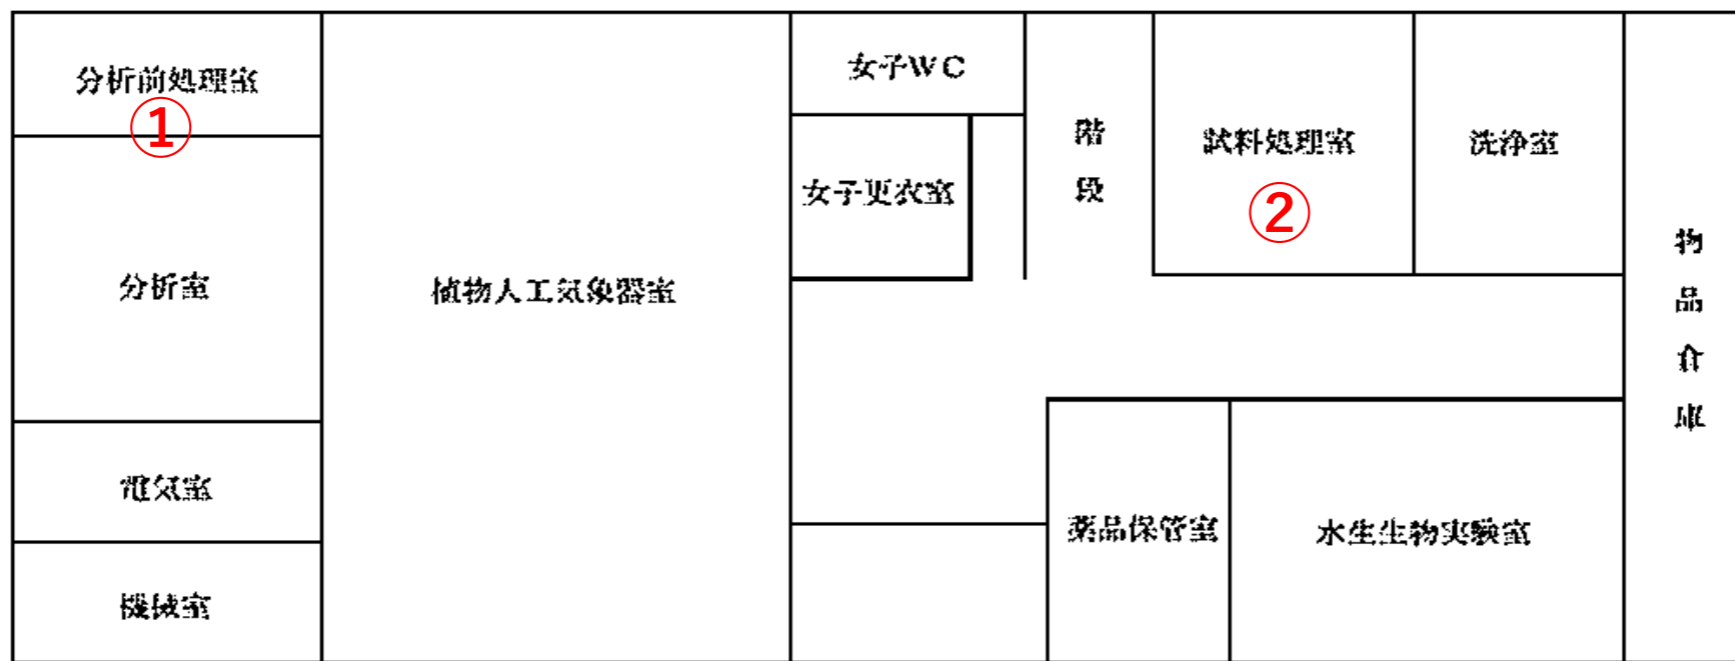 分析前処理室
①
分析室
電気室
機械室
植物人工気象器室
女子WC
女子更衣室
階段
試料処理室
②
洗浄室
薬品保管室
水生生物実験室
物品倉庫